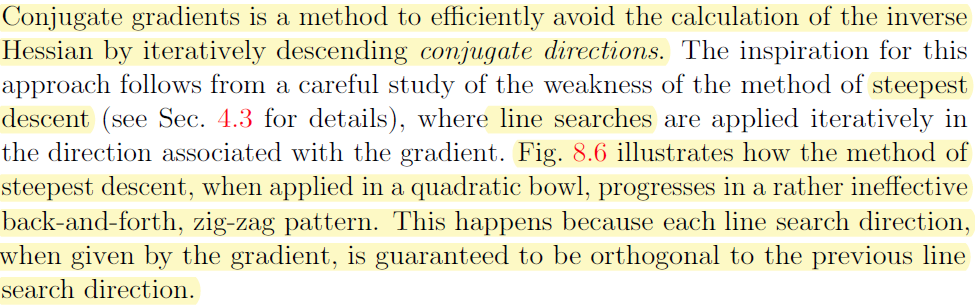 Conjugate gradients is a method to efficiently avoid the calculation of the inverse
Hessian by iteratively descending conjugate directions. The inspiration for this
approach follows from a careful study of the weakness of the method of steepest
descent (see Sec. 4.3 for details), where line searches are applied iteratively in
the direction associated with the gradient. Fig. 8.6 illustrates how the method of
steepest descent, when applied in a quadratic bowl, progresses in a rather ineffective
back-and-forth, zig-zag pattern. This happens because each line search direction,
when given by the gradient, is guaranteed to be orthogonal to the previous line
search direction.